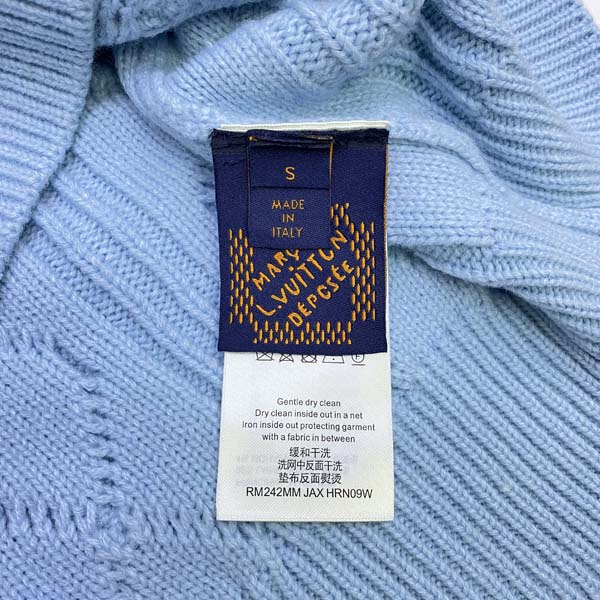 S
MADE
IN
ITALY
MARQ
L.VUITTON
DÉPOSÉE
Gentle dry clean
Dry clean inside out in a net
Iron inside out protecting garment
with a fabric in between
缓和干洗
洗网中反面干洗
垫布反面熨烫
RM242MM JAX HRN09W